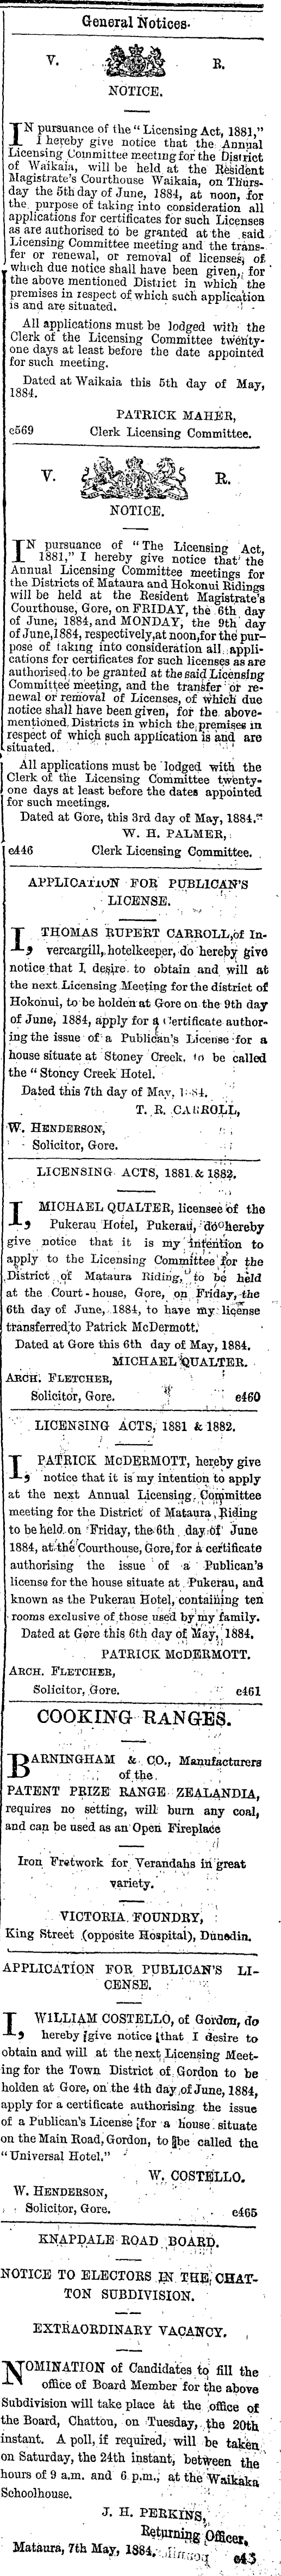 General Notices.
V. R.
NOTICE.
IN pursuance of the "Licensing Act, 1881,"
I hereby give notice that the Annual
Licensing Committee meeting for the District
of Waikaia, will be held at the Resident
Magistrate's Courthouse Waikaia, on Thurs-
day the 5th day of June, 1884, at noon, for
the purpose of taking into consideration all
applications for certificates for such Licenses
as are authorised to be granted at the said
Licensing Committee meeting and the trans-
fer or renewal, or removal of licenses, of
which due notice shall have been given, for
the above mentioned District in which the
premises in respect of which such application
is and are situated.
All applications must be lodged with the
Clerk of the Licensing Committee twenty-
one days at least before the date appointed
for such meeting.
Dated at Waikaia this 5th day of May,
1884.
PATRICK MAHER,
c569 Clerk Licensing Committee.
V. R.
NOTICE.
IN pursuance of "The Licensing Act,
1881," I hereby give notice that the
Annual Licensing Committee meetings for
the Districts of Mataura and Hokonui Ridings
will be held at the Resident Magistrate's
Courthouse, Gore, on FRIDAY, the 6th day
of June, 1884, and MONDAY, the 9th day
of June, 1884, respectively, at noon, for the pur-
pose of taking into consideration all appli-
cations for certificates for such licenses as are
authorised to be granted at the said Licensing
Committee meeting, and the transfer or re-
newal or removal of Licenses, of which due
notice shall have been given, for the above-
mentioned Districts in which the premises in
respect of which such application is and are
situated.
All applications must be lodged with the
Clerk of the Licensing Committee twenty-
one days at least before the dates appointed
for such meetings.
Dated at Gore, this 3rd day of May, 1884.
W. H. PALMER,
c446 Clerk Licensing Committee.
APPLICATION FOR PUBLICAN'S
LICENSE.
I, THOMAS RUPERT CARROLL, of In-
vercargill, hotelkeeper, do hereby give
notice that I desire to obtain and will at
the next Licensing Meeting for the district of
Hokonui, to be holden at Gore on the 9th day
of June, 1884, apply for a Certificate author-
ing the issue of a Publican's License for a
house situate at Stoney Creek, to be called
the "Stoney Creek Hotel.
Dated this 7th day of May, 1884.
T. R. CARROLL,
W. HENDERSON,
Solicitor, Gore.
LICENSING ACTS, 1881 & 1882.
I, MICHAEL QUALTER, licensee of the
Pukerau Hotel, Pukerau, do hereby
give notice that it is my intention to
apply to the Licensing Committee for the
District of Mataura Riding, to be held
at the Court-house, Gore, on Friday, the
6th day of June, 1884, to have my license
transferred to Patrick McDermott.
Dated at Gore this 6th day of May, 1884.
MICHAEL QUALTER.
ARCH. FLETCHER,
Solicitor, Gore. c460
LICENSING ACTS, 1881 & 1882.
I, PATRICK McDERMOTT, hereby give
notice that it is my intention to apply
at the next Annual Licensing Committee
meeting for the District of Mataura Riding
to be held on Friday, the 6th day of June
1884, at the Courthouse, Gore, for a certificate
authorising the issue of a Publican's
license for the house situate at Pukerau, and
known as the Pukerau Hotel, containing ten
rooms exclusive of those used by my family.
Dated at Gore this 6th day of May, 1884.
PATRICK McDERMOTT.
ARCH. FLETCHER,
Solicitor, Gore. c461
COOKING RANGES.
BARNINGHAM & CO., Manufacturers
of the
PATENT PRIZE RANGE ZEALANDIA,
requires no setting, will burn any coal,
and can be used as an Open Fireplace
Iron Fretwork for Verandahs in great
variety.
VICTORIA FOUNDRY,
King Street (opposite Hospital), Dunedin.
APPLICATION FOR PUBLICAN'S LI-
CENSE.
I, WILLIAM COSTELLO, of Gordon, do
hereby give notice that I desire to
obtain and will at the next Licensing Meet-
ing for the Town District of Gordon to be
holden at Gore, on the 4th day of June, 1884,
apply for a certificate authorising the issue
of a Publican's License for a house situate
on the Main Road, Gordon, to be called the
"Universal Hotel."
W. COSTELLO.
W. HENDERSON,
Solicitor, Gore. c465
KNAPDALE ROAD BOARD.
NOTICE TO ELECTORS IN THE CHAT-
TON SUBDIVISION.
EXTRAORDINARY VACANCY.
NOMINATION of Candidates to fill the
office of Board Member for the above
Subdivision will take place at the office of
the Board, Chatton, on Tuesday, the 20th
instant. A poll, if required, will be taken
on Saturday, the 24th instant, between the
hours of 9 a.m. and 6 p.m., at the Waikaka
Schoolhouse.
J. H. PERKINS,
Returning Officer,
Mataura, 7th May, 1884.